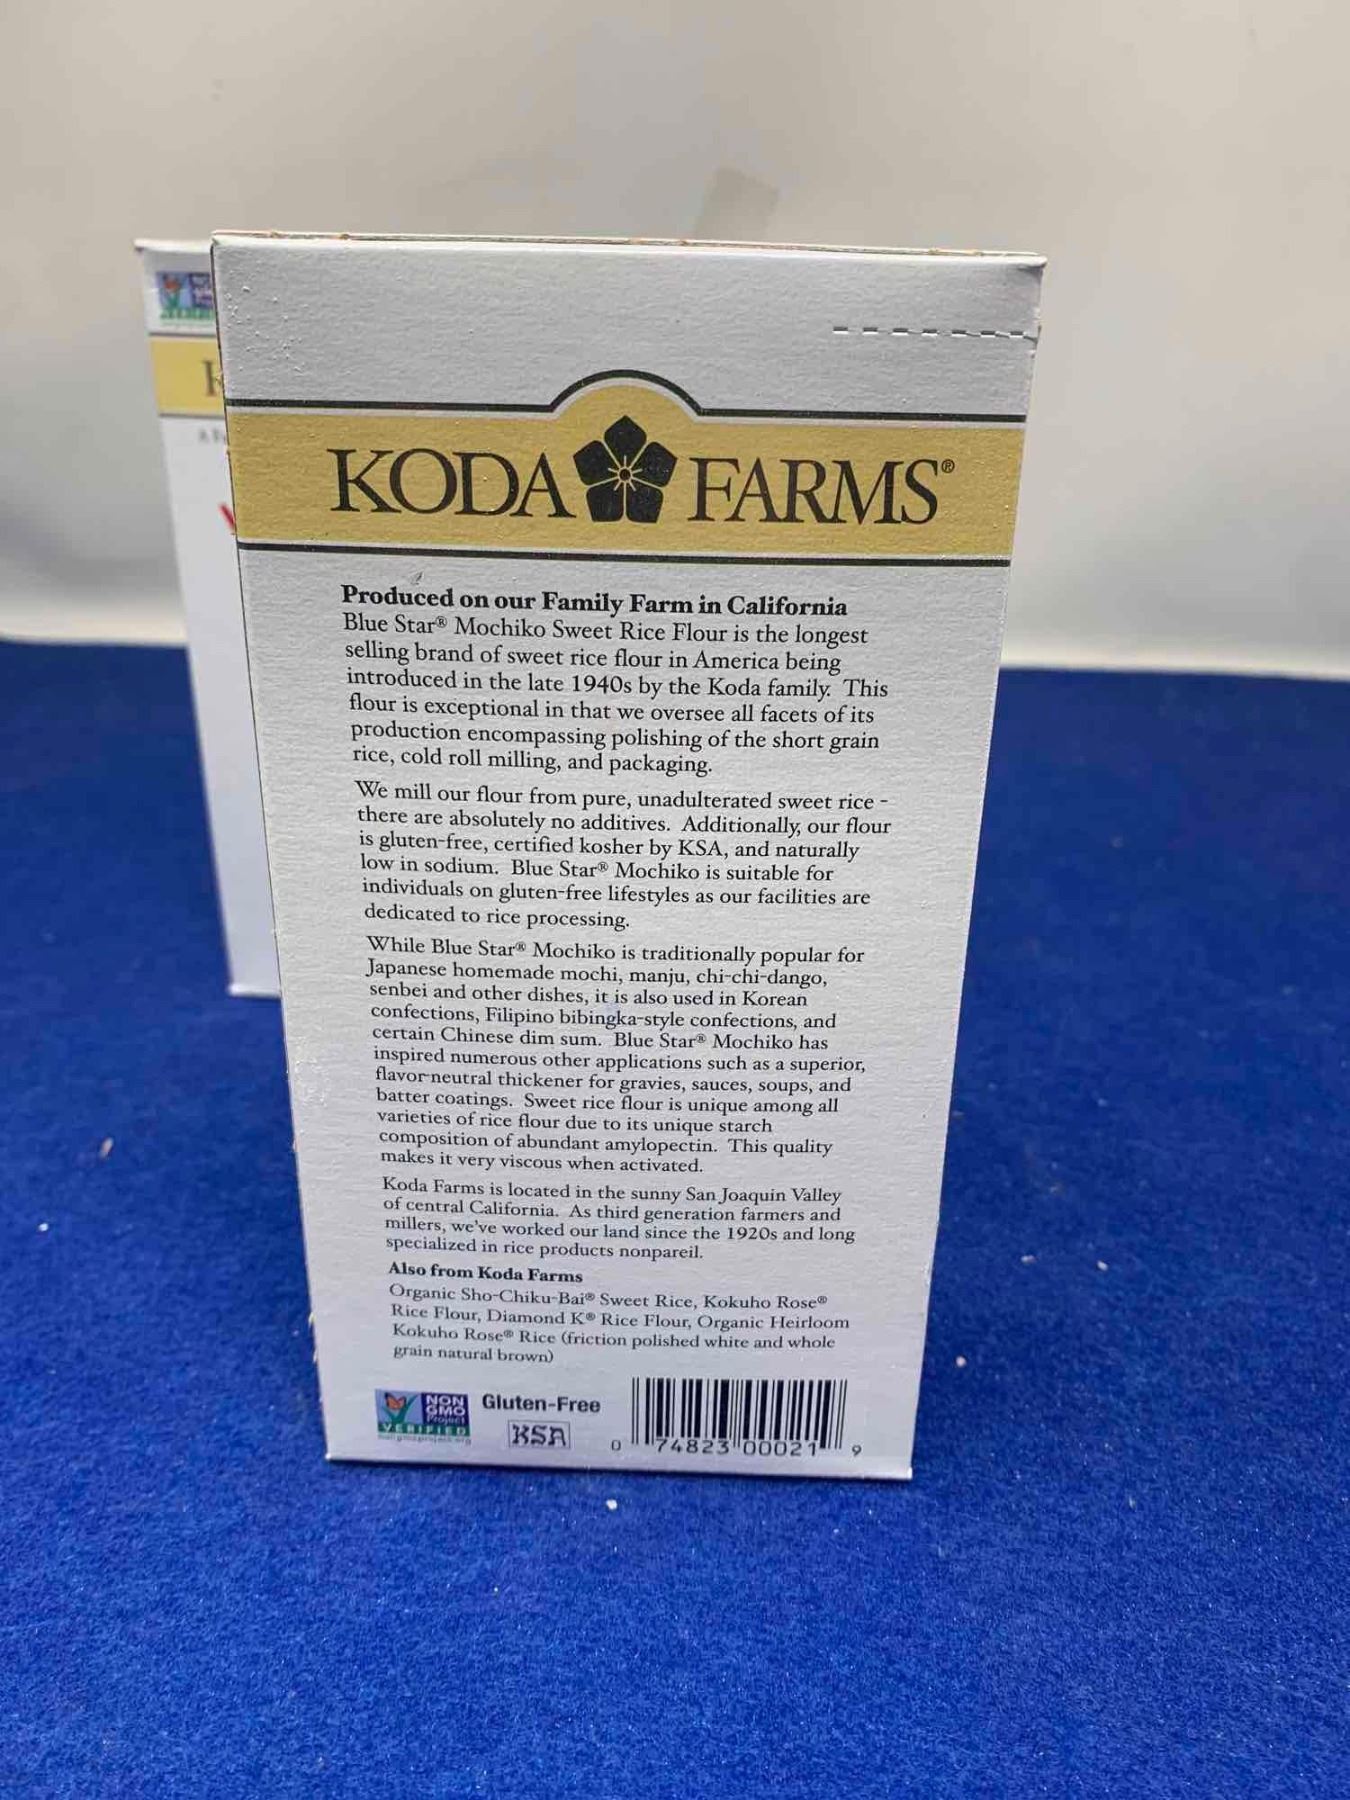 KODA FARMS®
Produced on our Family Farm in California
Blue Star® Mochiko Sweet Rice Flour is the longest
selling brand of sweet rice flour in America being
introduced in the late 1940s by the Koda family. This
flour is exceptional in that we oversee all facets of its
production encompassing polishing of the short grain
rice, cold roll milling, and packaging.
We mill our flour from pure, unadulterated sweet rice -
there are absolutely no additives. Additionally, our flour
is gluten-free, certified kosher by KSA, and naturally
low in sodium. Blue Star® Mochiko is suitable for
individuals on gluten-free lifestyles as our facilities are
dedicated to rice processing.
While Blue Star® Mochiko is traditionally popular for
Japanese homemade mochi, manju, chi-chi-dango,
senbei and other dishes, it is also used in Korean
confections, Filipino bibingka-style confections, and
certain Chinese dim sum. Blue Star® Mochiko has
inspired numerous other applications such as a superior,
flavor-neutral thickener for gravies, sauces, soups, and
batter coatings. Sweet rice flour is unique among all
varieties of rice flour due to its unique starch
composition of abundant amylopectin. This quality
makes it very viscous when activated.
Koda Farms is located in the sunny San Joaquin Valley
of central California. As third generation farmers and
millers, we've worked our land since the 1920s and long
specialized in rice products nonpareil.
Also from Koda Farms
Organic Sho-Chiku-Bai® Sweet Rice, Kokuho Rose®
Rice Flour, Diamond K® Rice Flour, Organic Heirloom
Kokuho Rose® Rice (friction polished white and whole
grain natural brown)
NON
GMO
Project
VERIFIED
nongmoproject.org
Gluten-Free
KSA
0 74823 00021 9